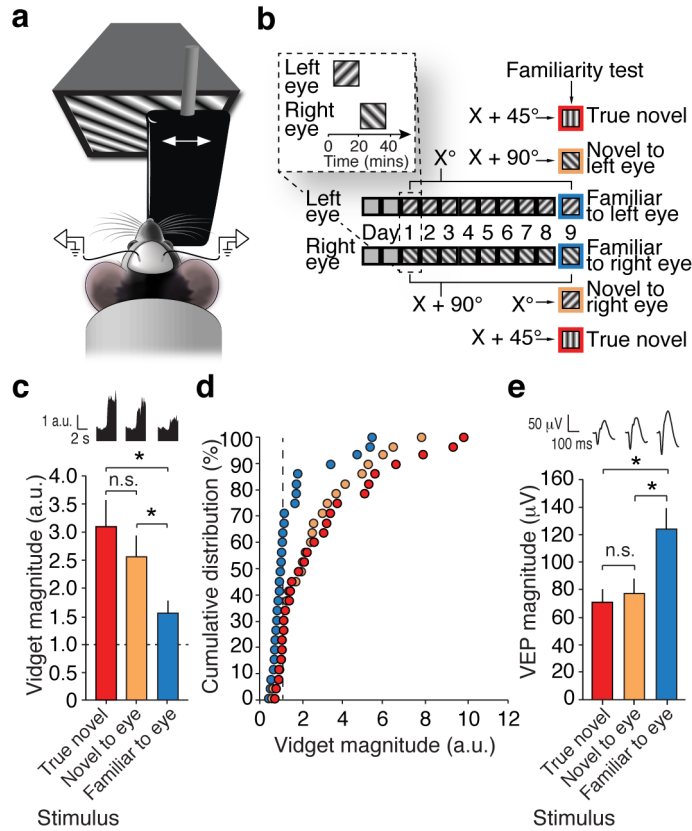 a
b
Left
eye
Right
eye
0 20 40
Time (mins)
Familiarity test
X + 45°
True novel
X°
X + 90°
Novel to
left eye
Left
eye
Familiar
to left eye
Day 1 2 3 4 5 6 7 8 9
Right
eye
Familiar
to right eye
X + 90°
X°
Novel to
right eye
X + 45°
True novel
c
1 a.u.
2 s
Vidget magnitude (a.u.)
4.0
3.5
3.0
2.5
2.0
1.5
1.0
0.5
0
*
n.s.
*
True novel
Novel to eye
Familiar to eye
Stimulus
d
Cumulative distribution (%)
100
90
80
70
60
50
40
30
20
10
0
0 2 4 6 8 10 12
Vidget magnitude (a.u.)
e
50 µV
100 ms
VEP magnitude (µV)
160
140
120
100
80
60
40
20
0
*
*
n.s.
True novel
Novel to eye
Familiar to eye
Stimulus